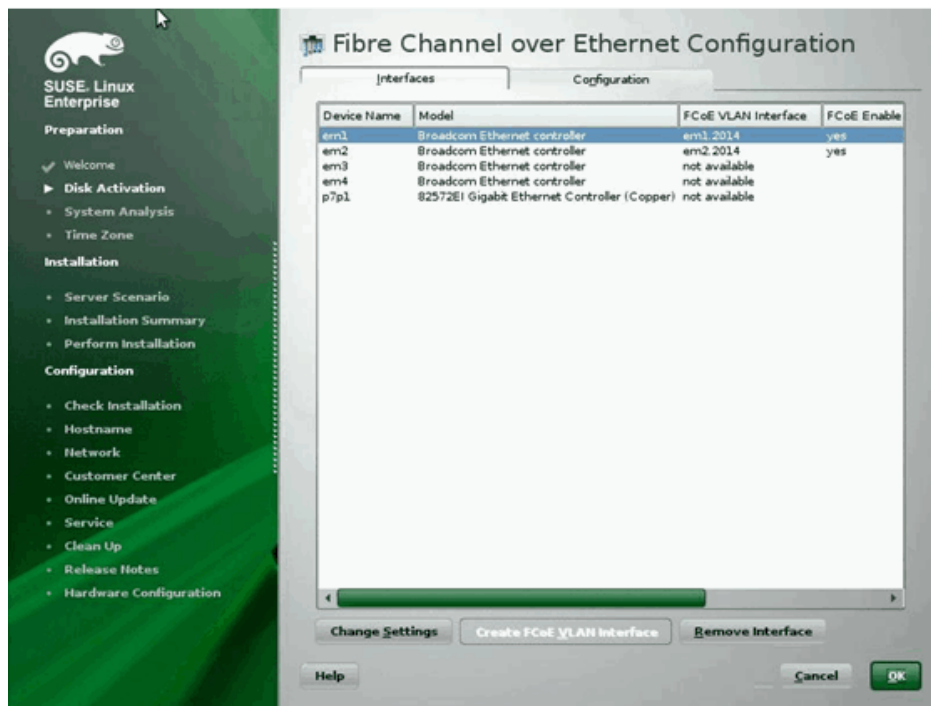 SUSE. Linux
Enterprise
Preparation
Welcome
Disk Activation
System Analysis
Time Zone
Installation
Server Scenario
Installation Summary
Perform Installation
Configuration
Check Installation
Hostname
Network
Customer Center
Online Update
Service
Clean Up
Release Notes
Hardware Configuration
Fibre Channel over Ethernet Configuration
Interfaces Configuration
Device Name Model FCoE VLAN Interface FCoE Enable
em1 Broadcom Ethernet controller em1.2014 yes
em2 Broadcom Ethernet controller em2.2014 yes
em3 Broadcom Ethernet controller not available
em4 Broadcom Ethernet controller not available
p7p1 82572EI Gigabit Ethernet Controller (Copper) not available
Change Settings Create FCoE VLAN Interface Remove Interface
Help Cancel OK